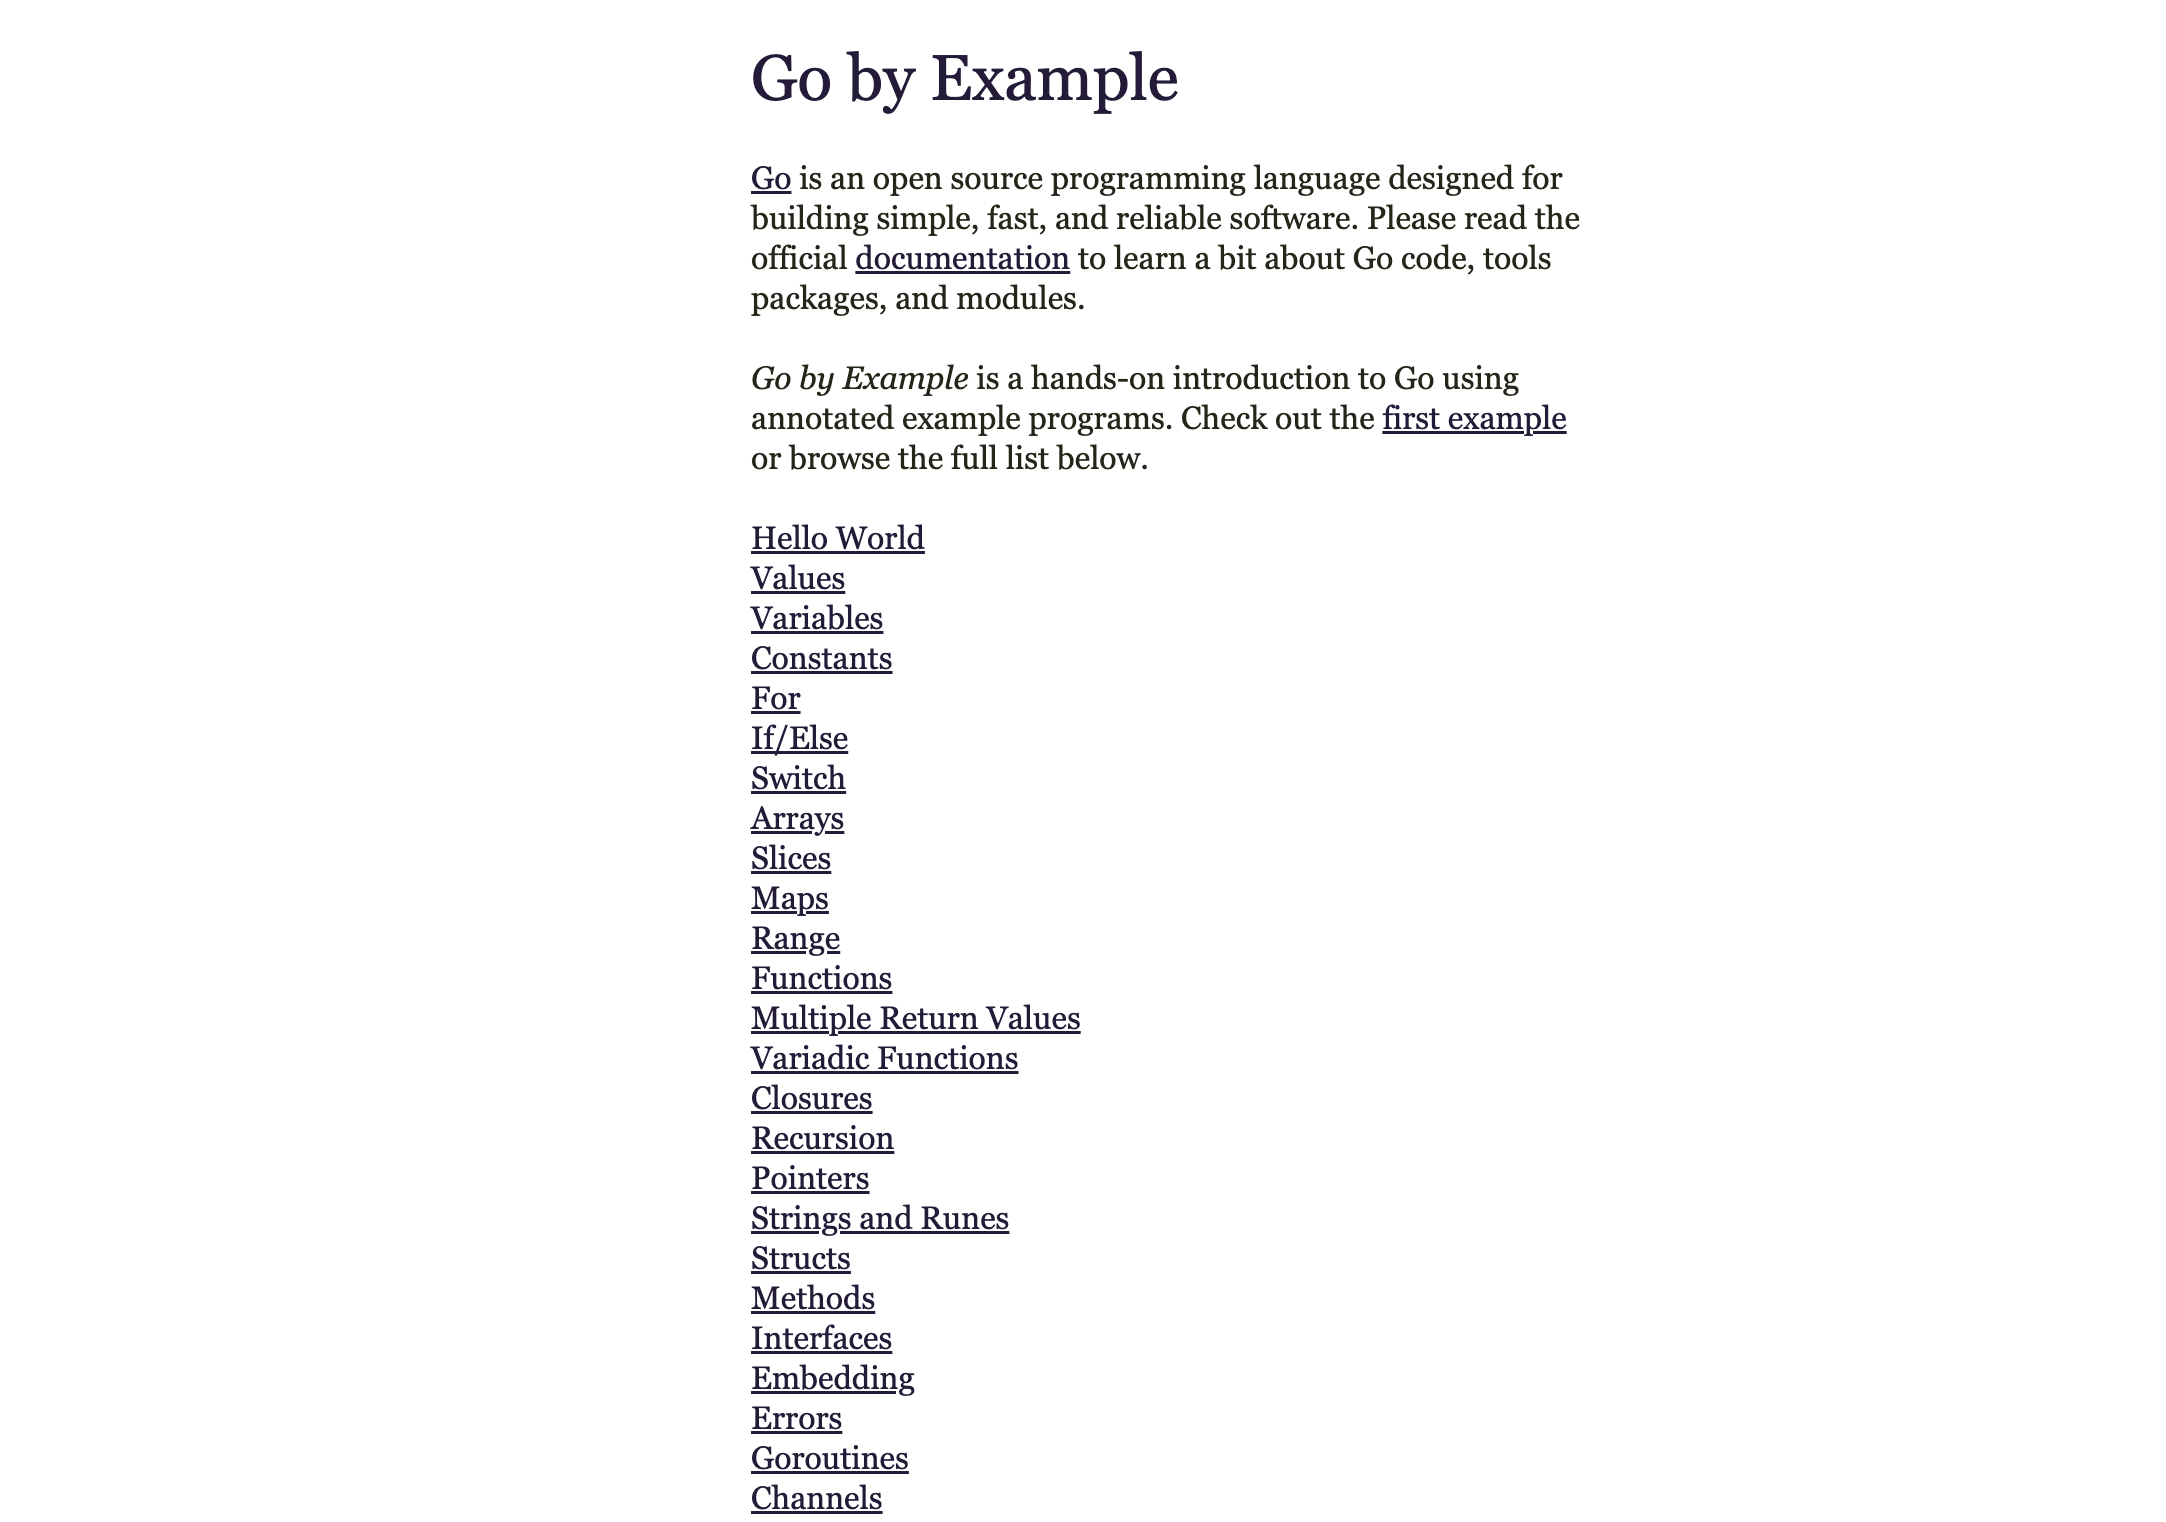 Go by Example
Go is an open source programming language designed for
building simple, fast, and reliable software. Please read the
official documentation to learn a bit about Go code, tools
packages, and modules.
Go by Example is a hands-on introduction to Go using
annotated example programs. Check out the first example
or browse the full list below.
Hello World
Values
Variables
Constants
For
If/Else
Switch
Arrays
Slices
Maps
Range
Functions
Multiple Return Values
Variadic Functions
Closures
Recursion
Pointers
Strings and Runes
Structs
Methods
Interfaces
Embedding
Errors
Goroutines
Channels